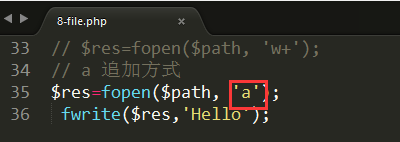 8-file.php ×
33 // $res=fopen($path, 'w+');
34 // a 追加方式
35 $res=fopen($path, 'a');
36 fwrite($res,'Hello');